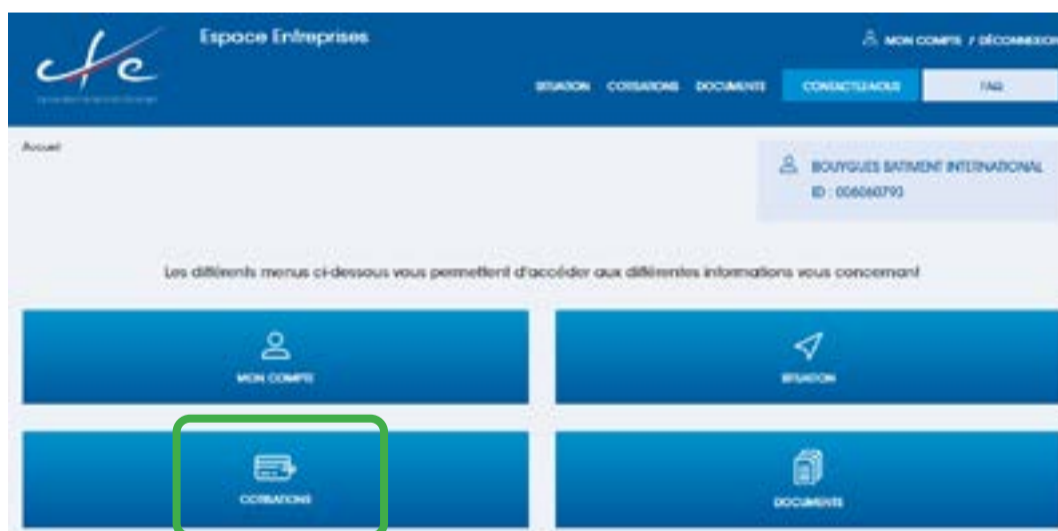 cfe
Espace Entreprises
MON COMPTE / DÉCONNEXION
SITUATION COTISATIONS DOCUMENTS CONTACTEZ-NOUS FAQ
Accueil
BOUYGUES BATIMENT INTERNATIONAL
ID : 006060793
Les différents menus ci-dessous vous permettent d'accéder aux différentes informations vous concernant
MON COMPTE
SITUATION
COTISATIONS
DOCUMENTS